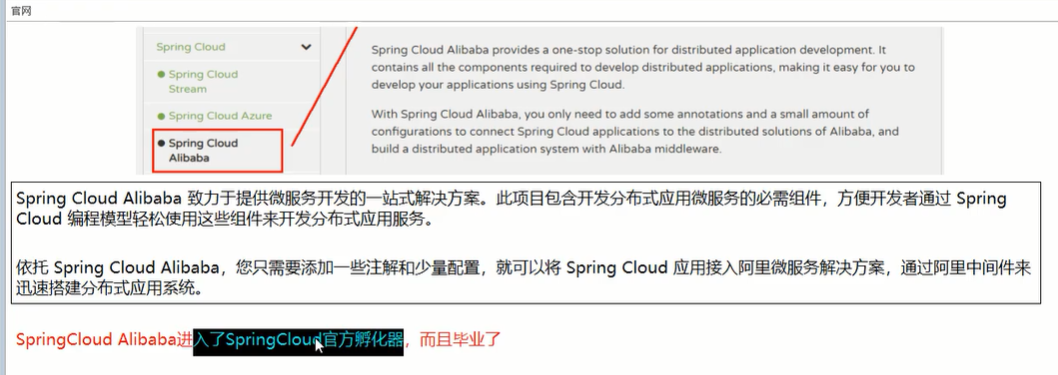 官网
Spring Cloud
Spring Cloud
Stream
Spring Cloud Azure
Spring Cloud
Alibaba
Spring Cloud Alibaba provides a one-stop solution for distributed application development. It
contains all the components required to develop distributed applications, making it easy for you to
develop your applications using Spring Cloud.
With Spring Cloud Alibaba, you only need to add some annotations and a small amount of
configurations to connect Spring Cloud applications to the distributed solutions of Alibaba, and
build a distributed application system with Alibaba middleware.
Spring Cloud Alibaba 致力于提供微服务开发的一站式解决方案。此项目包含开发分布式应用微服务的必需组件，方便开发者通过 Spring
Cloud 编程模型轻松使用这些组件来开发分布式应用服务。
依托 Spring Cloud Alibaba，您只需要添加一些注解和少量配置，就可以将 Spring Cloud 应用接入阿里微服务解决方案，通过阿里中间件来
迅速搭建分布式应用系统。
SpringCloud Alibaba进入了SpringCloud官方孵化器，而且毕业了